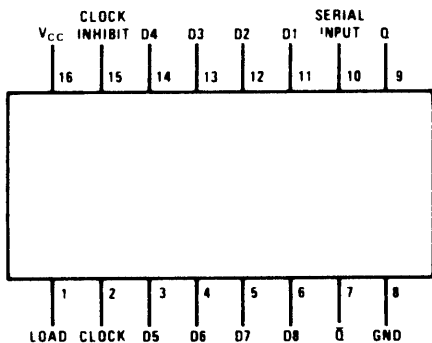 CLOCK SERIAL
VCC INHIBIT D4 D3 D2 D1 INPUT Q
16 15 14 13 12 11 10 9
1 2 3 4 5 6 7 8
LOAD CLOCK D5 D6 D7 D8 Q̄ GND